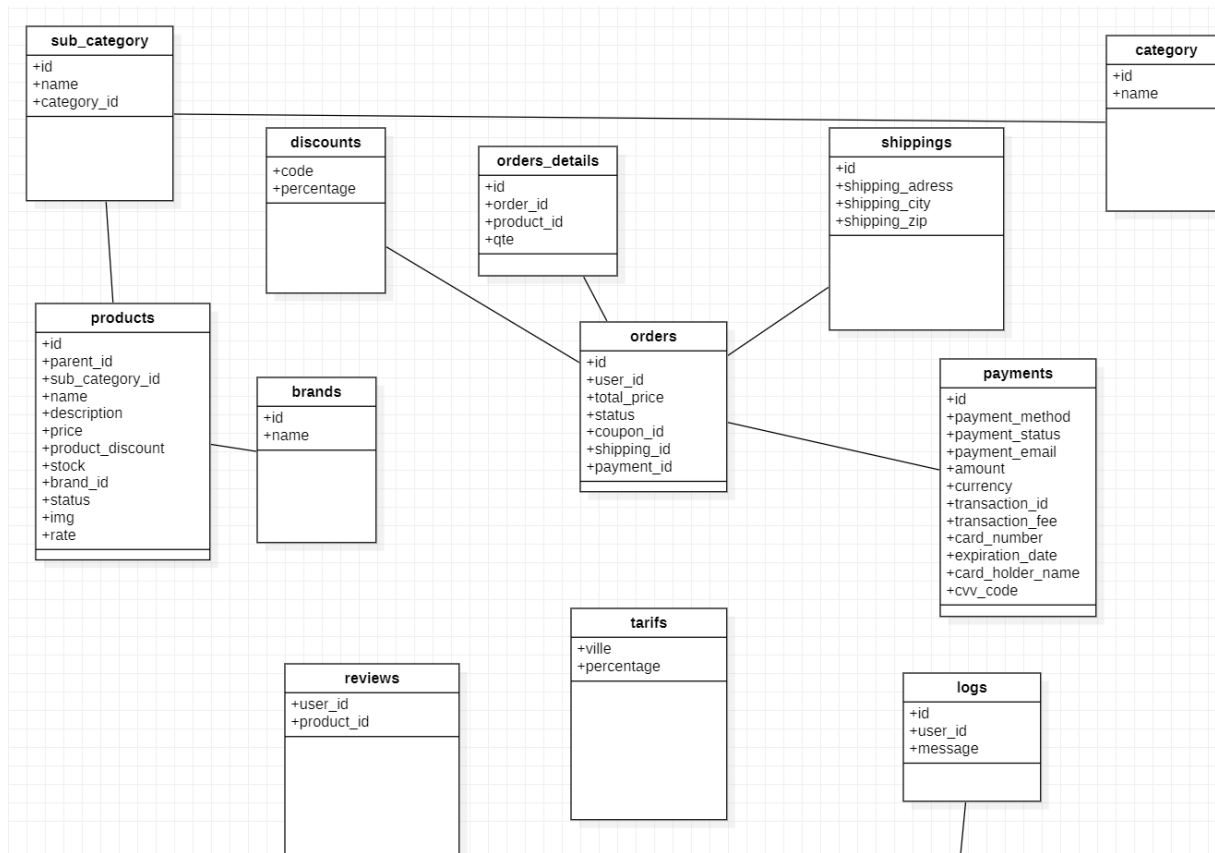 sub_category
+id
+name
+category_id
category
+id
+name
discounts
+code
+percentage
orders_details
+id
+order_id
+product_id
+qte
shippings
+id
+shipping_adress
+shipping_city
+shipping_zip
products
+id
+parent_id
+sub_category_id
+name
+description
+price
+product_discount
+stock
+brand_id
+status
+img
+rate
brands
+id
+name
orders
+id
+user_id
+total_price
+status
+coupon_id
+shipping_id
+payment_id
payments
+id
+payment_method
+payment_status
+payment_email
+amount
+currency
+transaction_id
+transaction_fee
+card_number
+expiration_date
+card_holder_name
+cvv_code
reviews
+user_id
+product_id
tarifs
+ville
+percentage
logs
+id
+user_id
+message